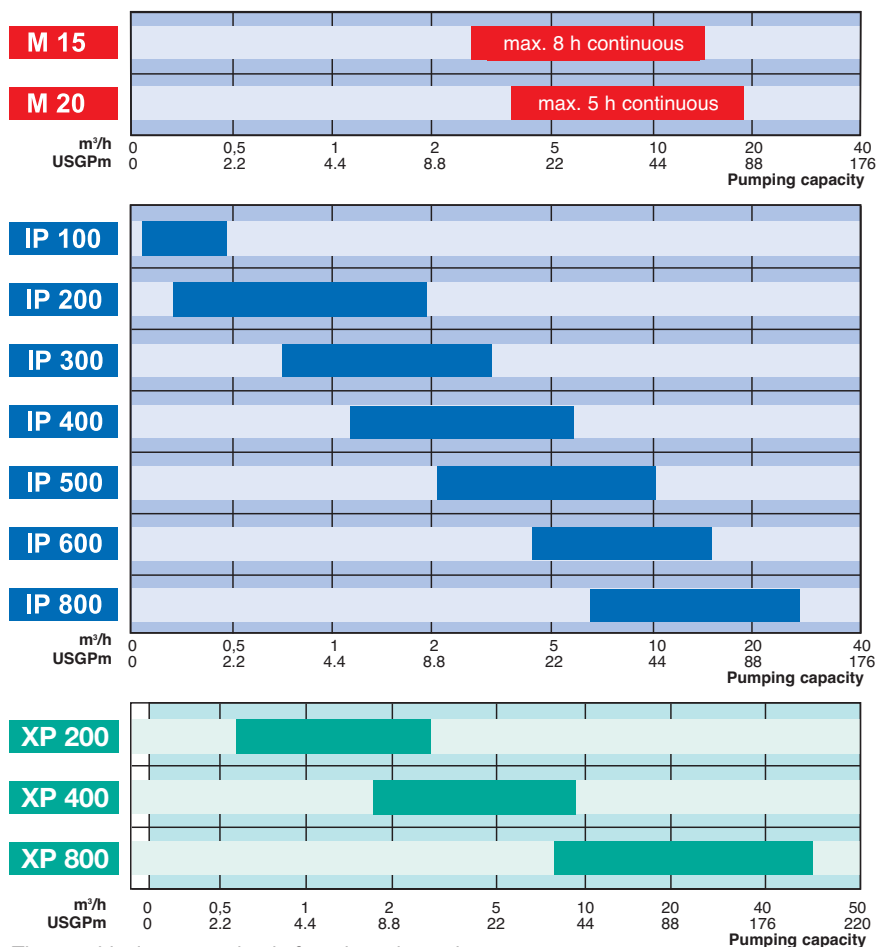 M 15
max. 8 h continuous
M 20
max. 5 h continuous
m³/h 0 0,5 1 2 5 10 20 40
USGPm 0 2.2 4.4 8.8 22 44 88 176
Pumping capacity
IP 100
IP 200
IP 300
IP 400
IP 500
IP 600
IP 800
m³/h 0 0,5 1 2 5 10 20 40
USGPm 0 2.2 4.4 8.8 22 44 88 176
Pumping capacity
XP 200
XP 400
XP 800
m³/h 0 0,5 1 2 5 10 20 40 50
USGPm 0 2.2 4.4 8.8 22 44 88 176 220
Pumping capacity